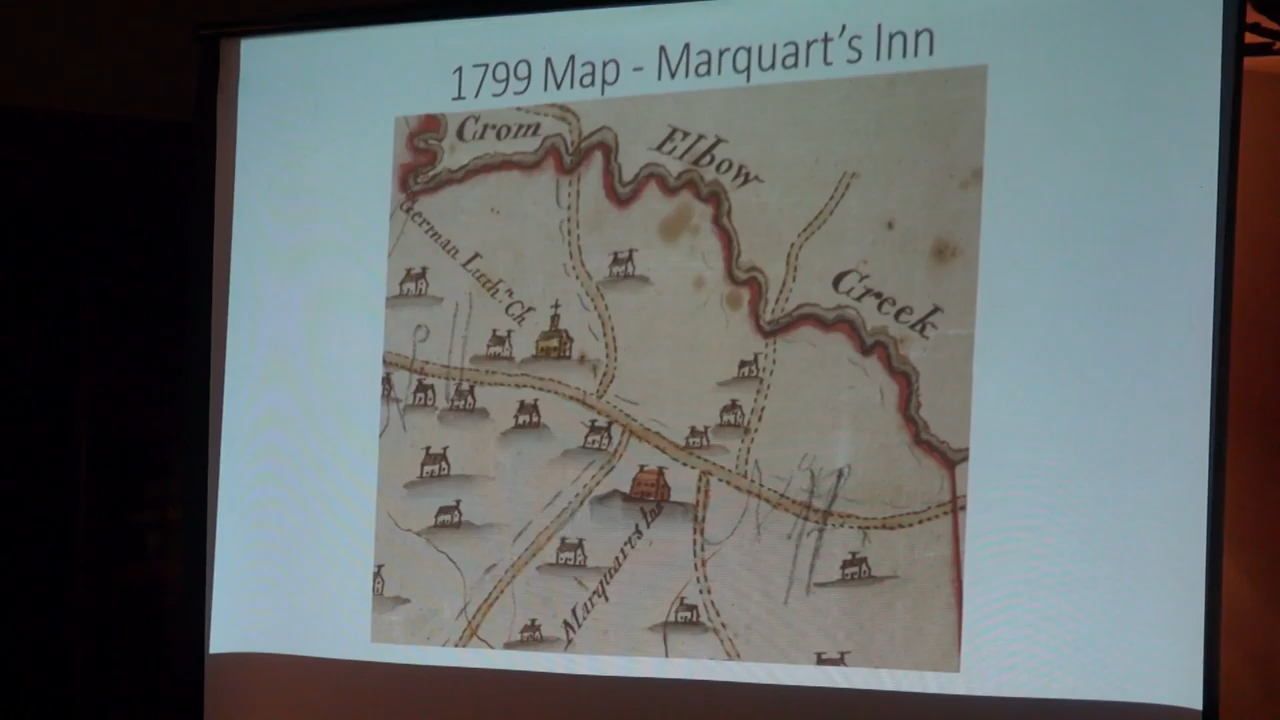 1799 Map - Marquart's Inn
Crom
Elbow
Creek
German Luth.n Ch
Marquarts Inn